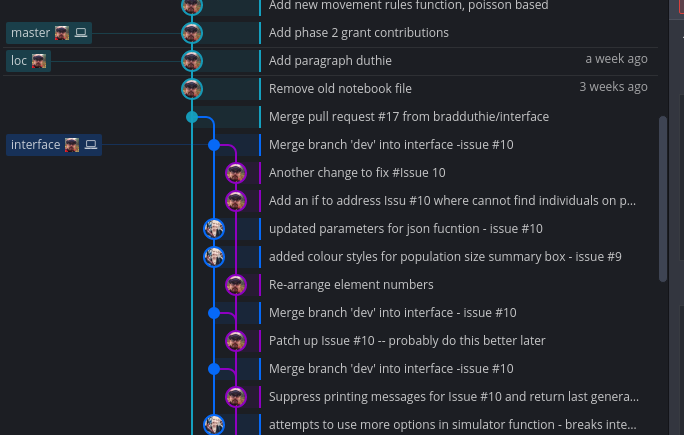 Add new movement rules function, poisson based
master Add phase 2 grant contributions
loc Add paragraph duthie a week ago
Remove old notebook file 3 weeks ago
Merge pull request #17 from bradduthie/interface
interface Merge branch 'dev' into interface -issue #10
Another change to fix #Issue 10
Add an if to address Issu #10 where cannot find individuals on p...
updated parameters for json fucntion - issue #10
added colour styles for population size summary box - issue #9
Re-arrange element numbers
Merge branch 'dev' into interface - issue #10
Patch up Issue #10 -- probably do this better later
Merge branch 'dev' into interface -issue #10
Suppress printing messages for Issue #10 and return last genera...
attempts to use more options in simulator function - breaks inte...